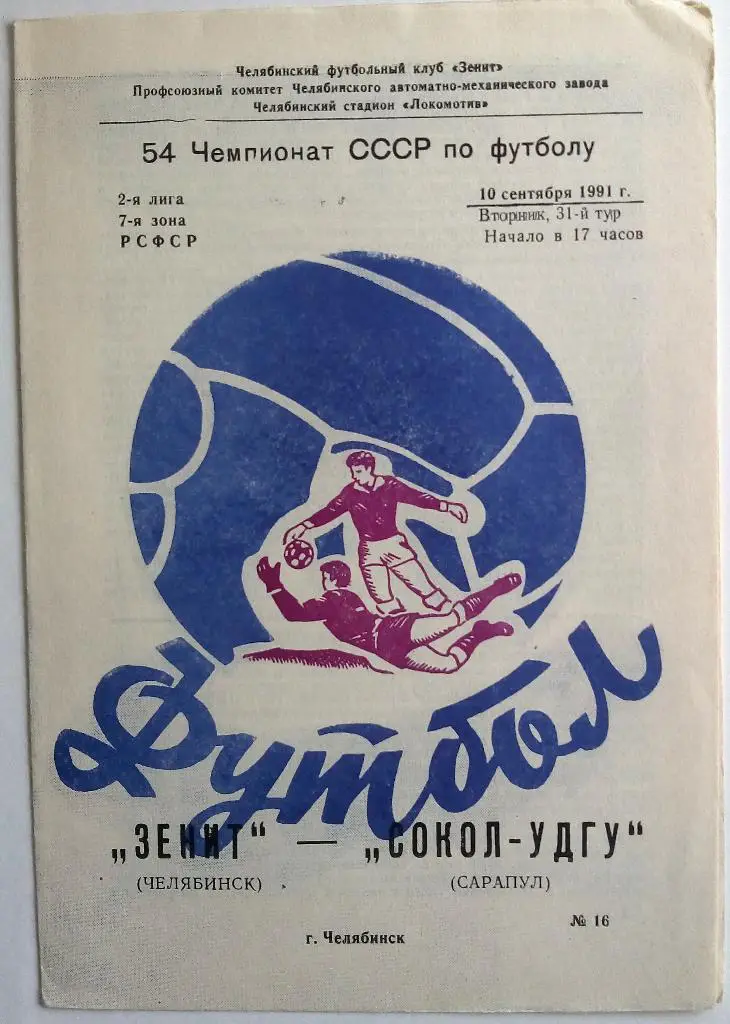 Челябинский футбольный клуб «Зенит»
Профсоюзный комитет Челябинского автоматно-механического завода
Челябинский стадион «Локомотив»
54 Чемпионат СССР по футболу
2-я лига
7-я зона
РСФСР
10 сентября 1991 г.
Вторник, 31-й тур
Начало в 17 часов
Футбол
„ЗЕНИТ" — „СОКОЛ-УДГУ"
(ЧЕЛЯБИНСК) (САРАПУЛ)
№ 16
г. Челябинск